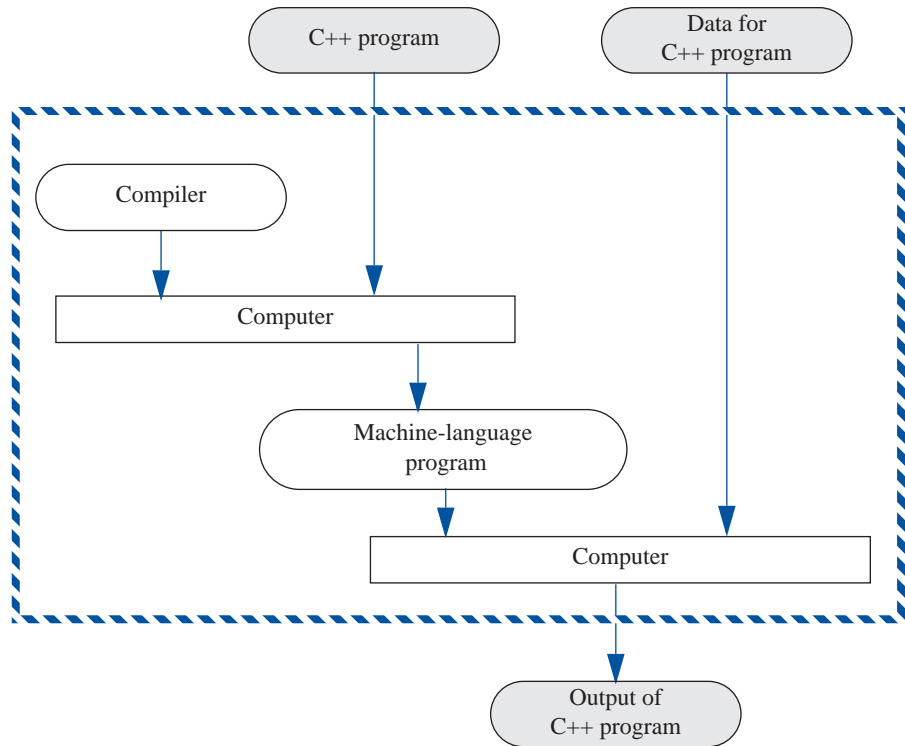 C++ program
Data for
C++ program
Compiler
Computer
Machine-language
program
Computer
Output of
C++ program